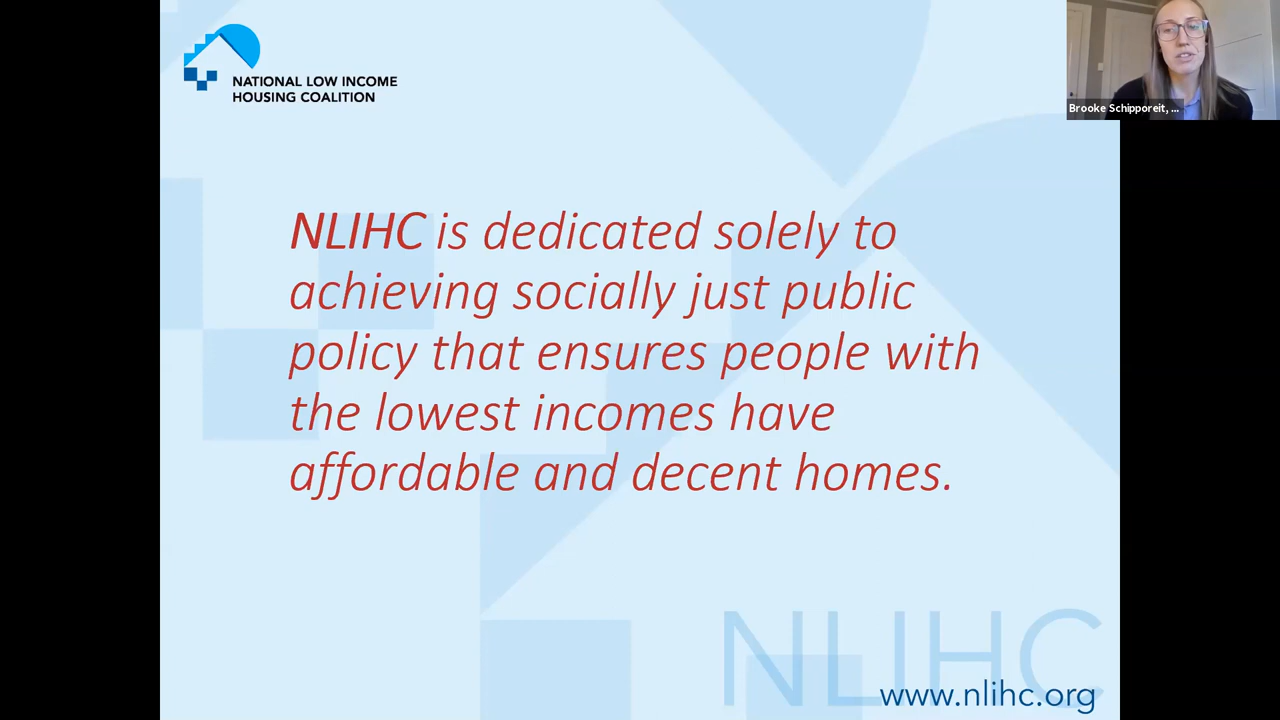 NATIONAL LOW INCOME
HOUSING COALITION
Brooke Schipporeit, ...
NLIHC is dedicated solely to
achieving socially just public
policy that ensures people with
the lowest incomes have
affordable and decent homes.
NLIHC
www.nlihc.org